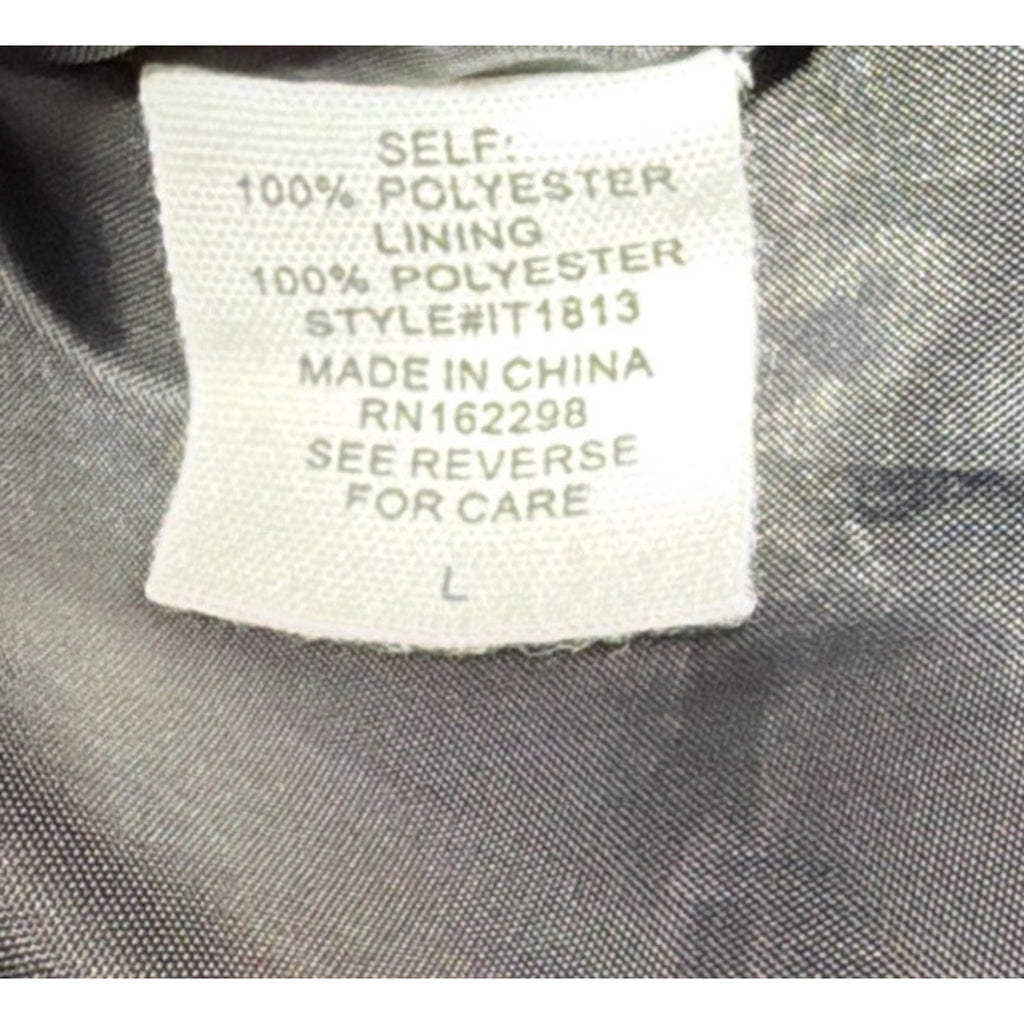 SELF:
100% POLYESTER
LINING
100% POLYESTER
STYLE#IT1813
MADE IN CHINA
RN162298
SEE REVERSE
FOR CARE
L